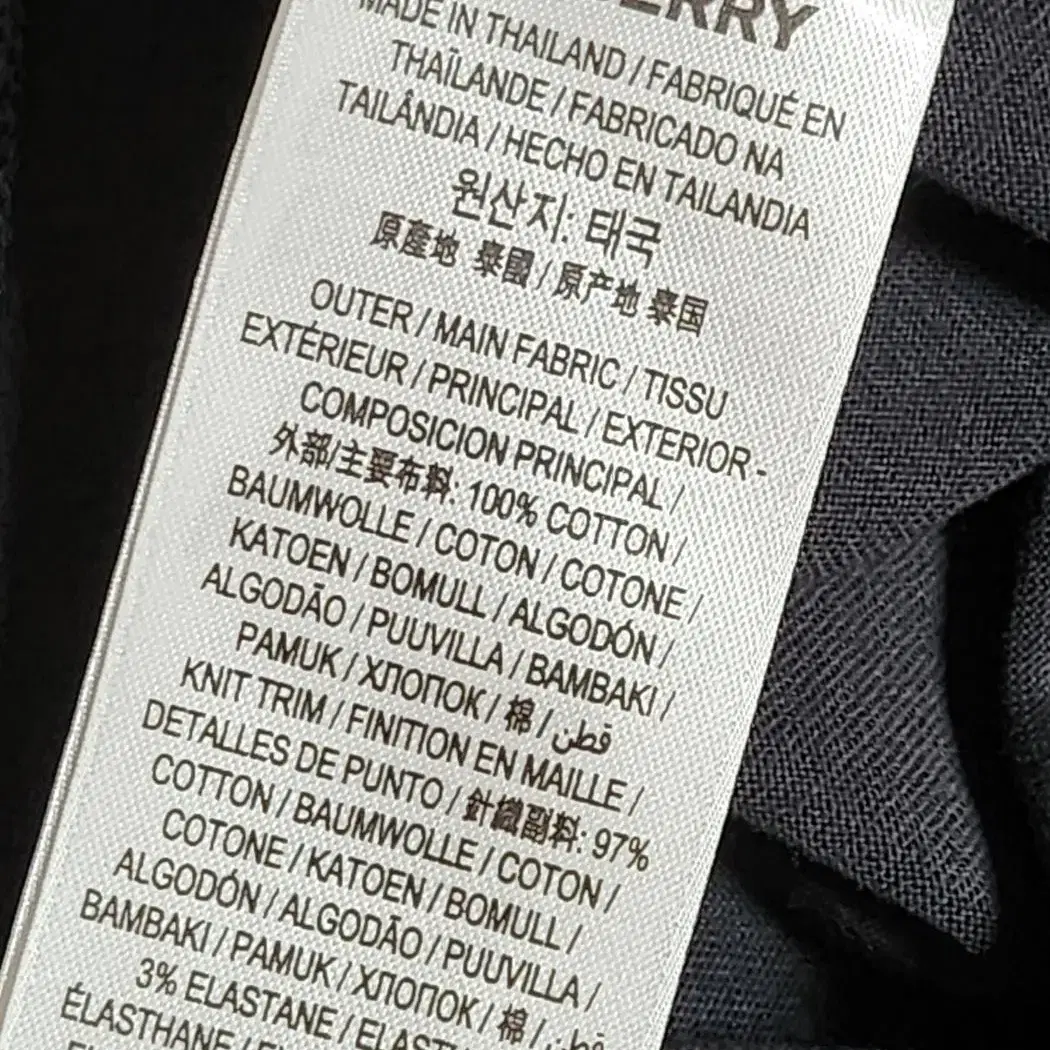 MADE IN THAILAND / FABRIQUÉ EN
THAÏLANDE / FABRICADO NA
TAILÂNDIA / HECHO EN TAILANDIA
원산지: 태국
原產地 泰國 / 原产地 泰国
OUTER / MAIN FABRIC / TISSU
EXTÉRIEUR / PRINCIPAL / EXTERIOR -
COMPOSICION PRINCIPAL /
外部/主要布料: 100% COTTON /
BAUMWOLLE / COTON / COTONE /
KATOEN / BOMULL / ALGODÓN /
ALGODÃO / PUUVILLA / BAMBAKI /
PAMUK / ХЛОПОК / 棉 / قطن
KNIT TRIM / FINITION EN MAILLE /
DETALLES DE PUNTO / 針織副料: 97%
COTTON / BAUMWOLLE / COTON /
COTONE / KATOEN / BOMULL /
ALGODÓN / ALGODÃO / PUUVILLA /
BAMBAKI / PAMUK / ХЛОПОК / 棉 /
3% ELASTANE /
ÉLASTHANE /